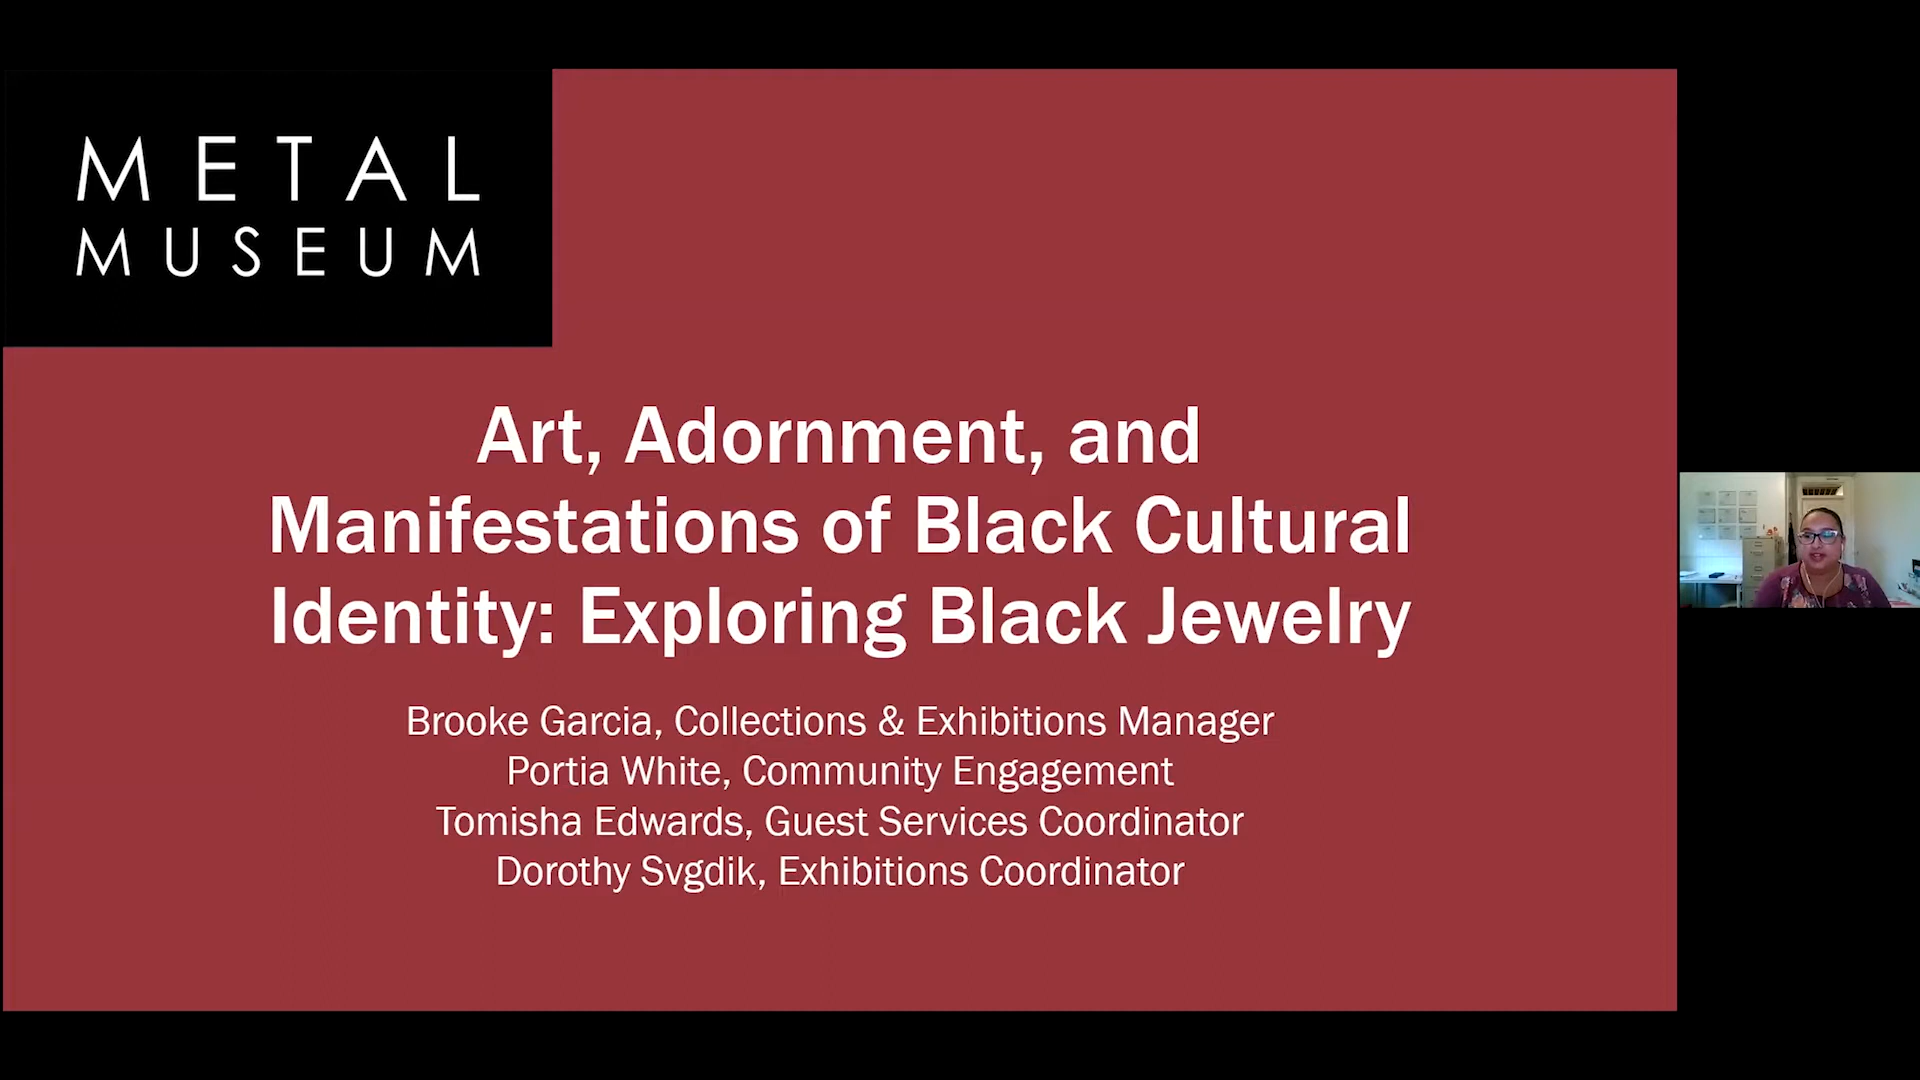 METAL
MUSEUM
Art, Adornment, and
Manifestations of Black Cultural
Identity: Exploring Black Jewelry
Brooke Garcia, Collections & Exhibitions Manager
Portia White, Community Engagement
Tomisha Edwards, Guest Services Coordinator
Dorothy Svgdik, Exhibitions Coordinator